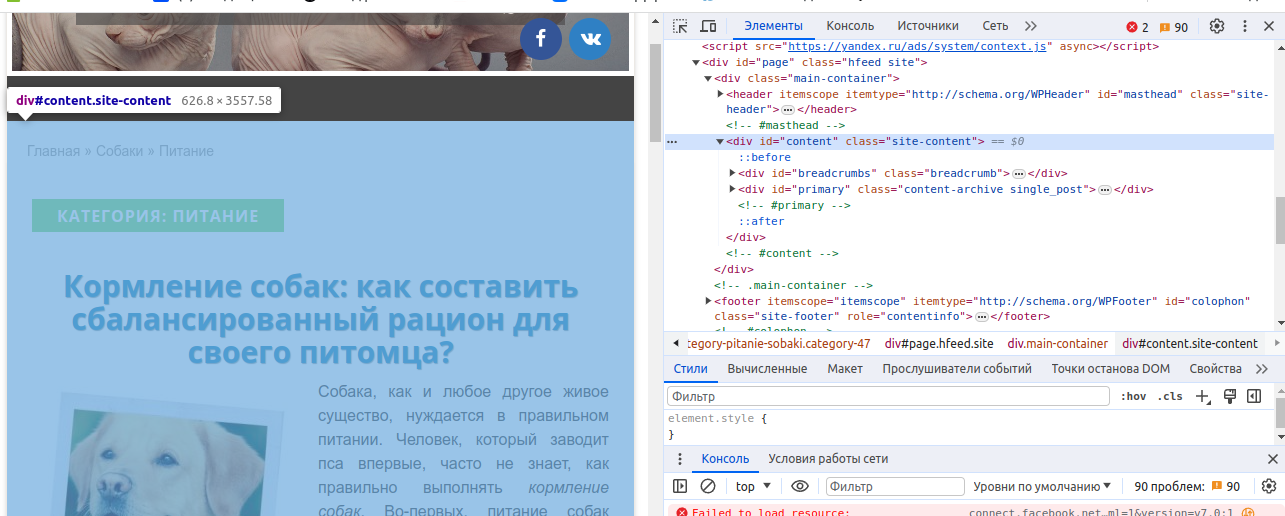 Элементы
Консоль
Источники
Сеть
2
90
<script src="https://yandex.ru/ads/system/context.js" async></script>
<div id="page" class="hfeed site">
<div class="main-container">
<header itemscope itemtype="http://schema.org/WPHeader" id="masthead" class="site-
header"> </header>
<!-- #masthead -->
<div id="content" class="site-content"> == $0
::before
<div id="breadcrumbs" class="breadcrumb"> </div>
<div id="primary" class="content-archive single_post"> </div>
<!-- #primary -->
::after
</div>
<!-- #content -->
</div>
<!-- .main-container -->
<footer itemscope="itemscope" itemtype="http://schema.org/WPFooter" id="colophon"
class="site-footer" role="contentinfo"> </footer>
tegory-pitanie-sobaki.category-47
div#page.hfeed.site
div.main-container
div#content.site-content
Стили
Вычисленные
Макет
Прослушиватели событий
Точки останова DOM
Свойства
Фильтр
:hov
.cls
element.style {
}
Консоль
Условия работы сети
top
Фильтр
Уровни по умолчанию
90 проблем:
90
Failed to load resource:
connect.facebook.net…ml=1&version=v7.0:1
div#content.site-content 626.8 × 3557.58
Главная » Собаки » Питание
КАТЕГОРИЯ: ПИТАНИЕ
Кормление собак: как составить
сбалансированный рацион для
своего питомца?
Собака, как и любое другое живое
существо, нуждается в правильном
питании. Человек, который заводит
пса впервые, часто не знает, как
правильно выполнять кормление
собак. Во-первых, питание собак